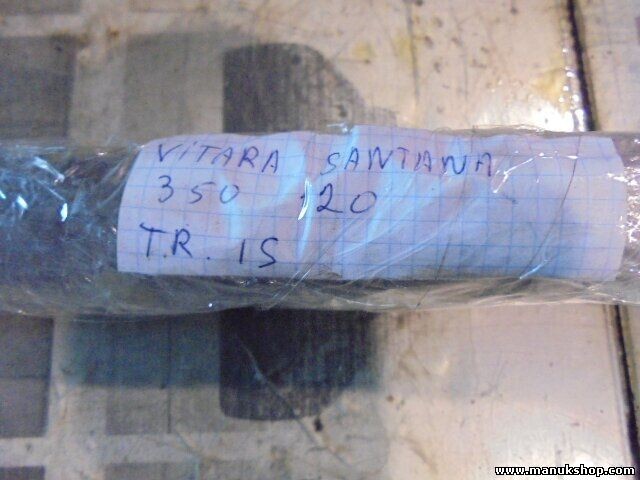 VITARA SANTANA
350 120
T.R. 1S
www.manukshop.com